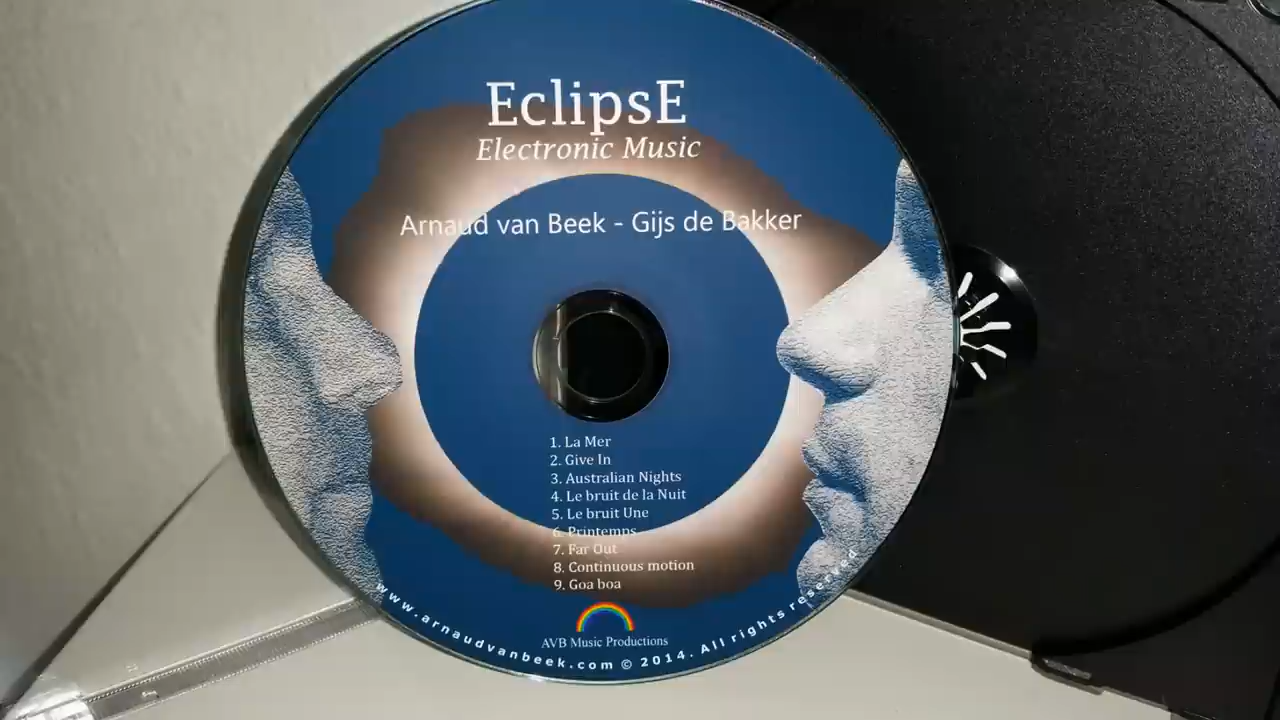 EclipsE
Electronic Music
Arnaud van Beek - Gijs de Bakker
1. La Mer
2. Give In
3. Australian Nights
4. Le bruit de la Nuit
5. Le bruit Une
6. Printemps
7. Far Out
8. Continuous motion
9. Goa boa
AVB Music Productions
www.arnaudvanbeek.com © 2014. All rights reserved